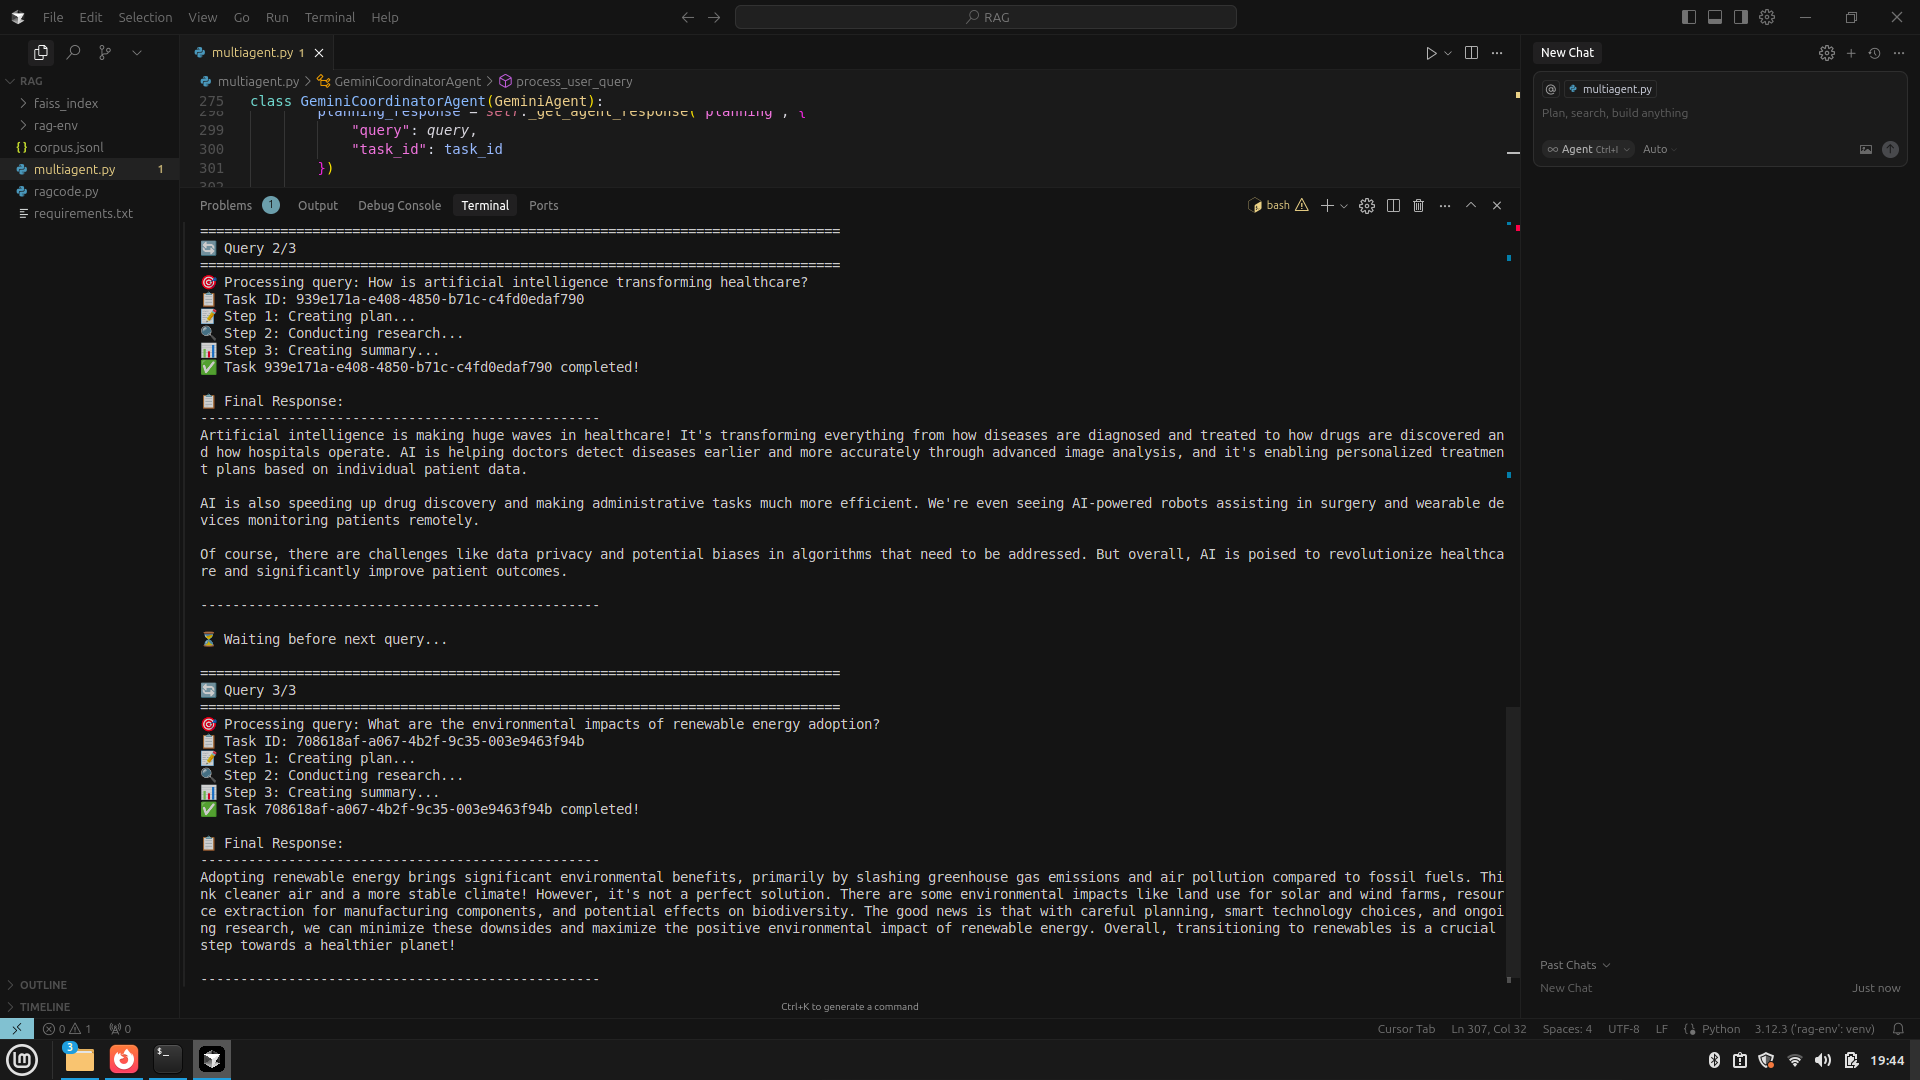 File Edit Selection View Go Run Terminal Help
RAG
multiagent.py 1
New Chat
RAG
faiss_index
rag-env
corpus.jsonl
multiagent.py 1
ragcode.py
requirements.txt
OUTLINE
TIMELINE
multiagent.py > GeminiCoordinatorAgent > process_user_query
275 class GeminiCoordinatorAgent(GeminiAgent):
298 planning_response = self._get_agent_response("planning", {
299 "query": query,
300 "task_id": task_id
301 })
302
Problems 1 Output Debug Console Terminal Ports
bash
================================================================================
Query 2/3
================================================================================
Processing query: How is artificial intelligence transforming healthcare?
Task ID: 939e171a-e408-4850-b71c-c4fd0edaf790
Step 1: Creating plan...
Step 2: Conducting research...
Step 3: Creating summary...
Task 939e171a-e408-4850-b71c-c4fd0edaf790 completed!
Final Response:
--------------------------------------------------
Artificial intelligence is making huge waves in healthcare! It's transforming everything from how diseases are diagnosed and treated to how drugs are discovered an
d how hospitals operate. AI is helping doctors detect diseases earlier and more accurately through advanced image analysis, and it's enabling personalized treatmen
t plans based on individual patient data.
AI is also speeding up drug discovery and making administrative tasks much more efficient. We're even seeing AI-powered robots assisting in surgery and wearable de
vices monitoring patients remotely.
Of course, there are challenges like data privacy and potential biases in algorithms that need to be addressed. But overall, AI is poised to revolutionize healthca
re and significantly improve patient outcomes.
--------------------------------------------------
Waiting before next query...
================================================================================
Query 3/3
================================================================================
Processing query: What are the environmental impacts of renewable energy adoption?
Task ID: 708618af-a067-4b2f-9c35-003e9463f94b
Step 1: Creating plan...
Step 2: Conducting research...
Step 3: Creating summary...
Task 708618af-a067-4b2f-9c35-003e9463f94b completed!
Final Response:
--------------------------------------------------
Adopting renewable energy brings significant environmental benefits, primarily by slashing greenhouse gas emissions and air pollution compared to fossil fuels. Thi
nk cleaner air and a more stable climate! However, it's not a perfect solution. There are some environmental impacts like land use for solar and wind farms, resour
ce extraction for manufacturing components, and potential effects on biodiversity. The good news is that with careful planning, smart technology choices, and ongoi
ng research, we can minimize these downsides and maximize the positive environmental impact of renewable energy. Overall, transitioning to renewables is a crucial
step towards a healthier planet!
--------------------------------------------------
Ctrl+K to generate a command
@ multiagent.py
Plan, search, build anything
∞ Agent Ctrl+I Auto
Past Chats
New Chat Just now
0 1 0
Cursor Tab Ln 307, Col 32 Spaces: 4 UTF-8 LF Python 3.12.3 ('rag-env': venv)
3
19:44